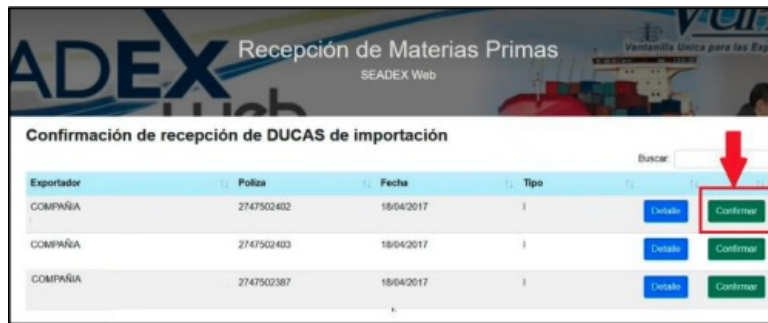 ADEX
Web
VU
Ventanilla Única para las Exp
Recepción de Materias Primas
SEADEX Web
Confirmación de recepción de DUCAS de importación
Buscar:
Exportador Poliza Fecha Tipo
COMPAÑIA 2747502402 18/04/2017 I Detalle Confirmar
COMPAÑIA 2747502403 18/04/2017 I Detalle Confirmar
COMPAÑIA 2747502387 18/04/2017 I Detalle Confirmar